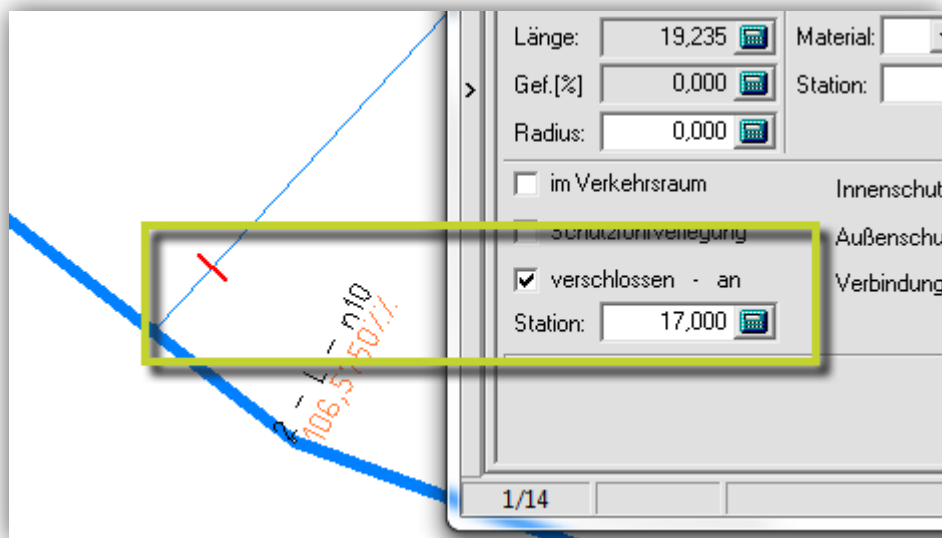 Länge: 19,235 Material:
Gef.[%] 0,000 Station:
Radius: 0,000
>
im Verkehrsraum Innenschut
Schutzrohrverlegung Außenschu
verschlossen - an Verbindung
Station: 17,000
1/14